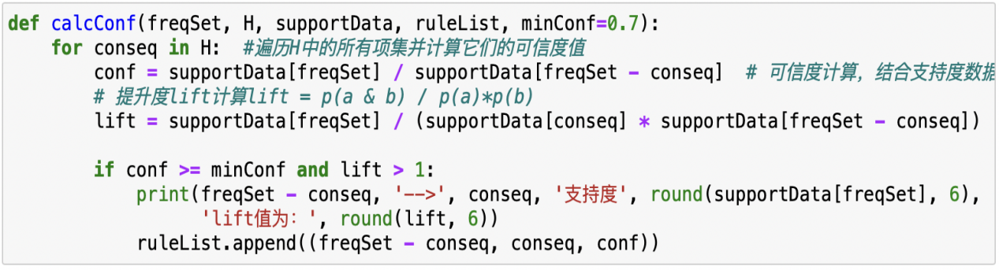 def calcConf(freqSet, H, supportData, ruleList, minConf=0.7):
    for conseq in H:  #遍历H中的所有项集并计算它们的可信度值
        conf = supportData[freqSet] / supportData[freqSet - conseq]  # 可信度计算，结合支持度数据
        # 提升度lift计算lift = p(a & b) / p(a)*p(b)
        lift = supportData[freqSet] / (supportData[conseq] * supportData[freqSet - conseq])
        if conf >= minConf and lift > 1:
            print(freqSet - conseq, '-->', conseq, '支持度', round(supportData[freqSet], 6),
                  'lift值为：', round(lift, 6))
            ruleList.append((freqSet - conseq, conseq, conf))